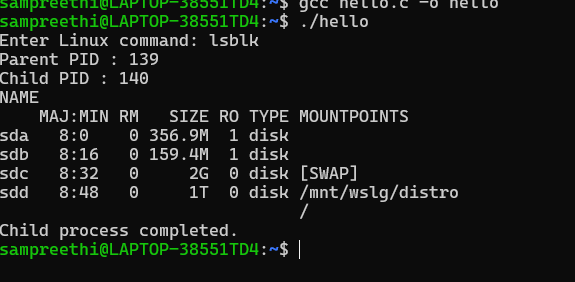 sampreethi@LAPTOP-38551TD4:~$ gcc hello.c -o hello
sampreethi@LAPTOP-38551TD4:~$ ./hello
Enter Linux command: lsblk
Parent PID : 139
Child PID : 140
NAME
    MAJ:MIN RM   SIZE RO TYPE MOUNTPOINTS
sda   8:0    0 356.9M  1 disk
sdb   8:16   0 159.4M  1 disk
sdc   8:32   0     2G  0 disk [SWAP]
sdd   8:48   0     1T  0 disk /mnt/wslg/distro
                              /
Child process completed.
sampreethi@LAPTOP-38551TD4:~$